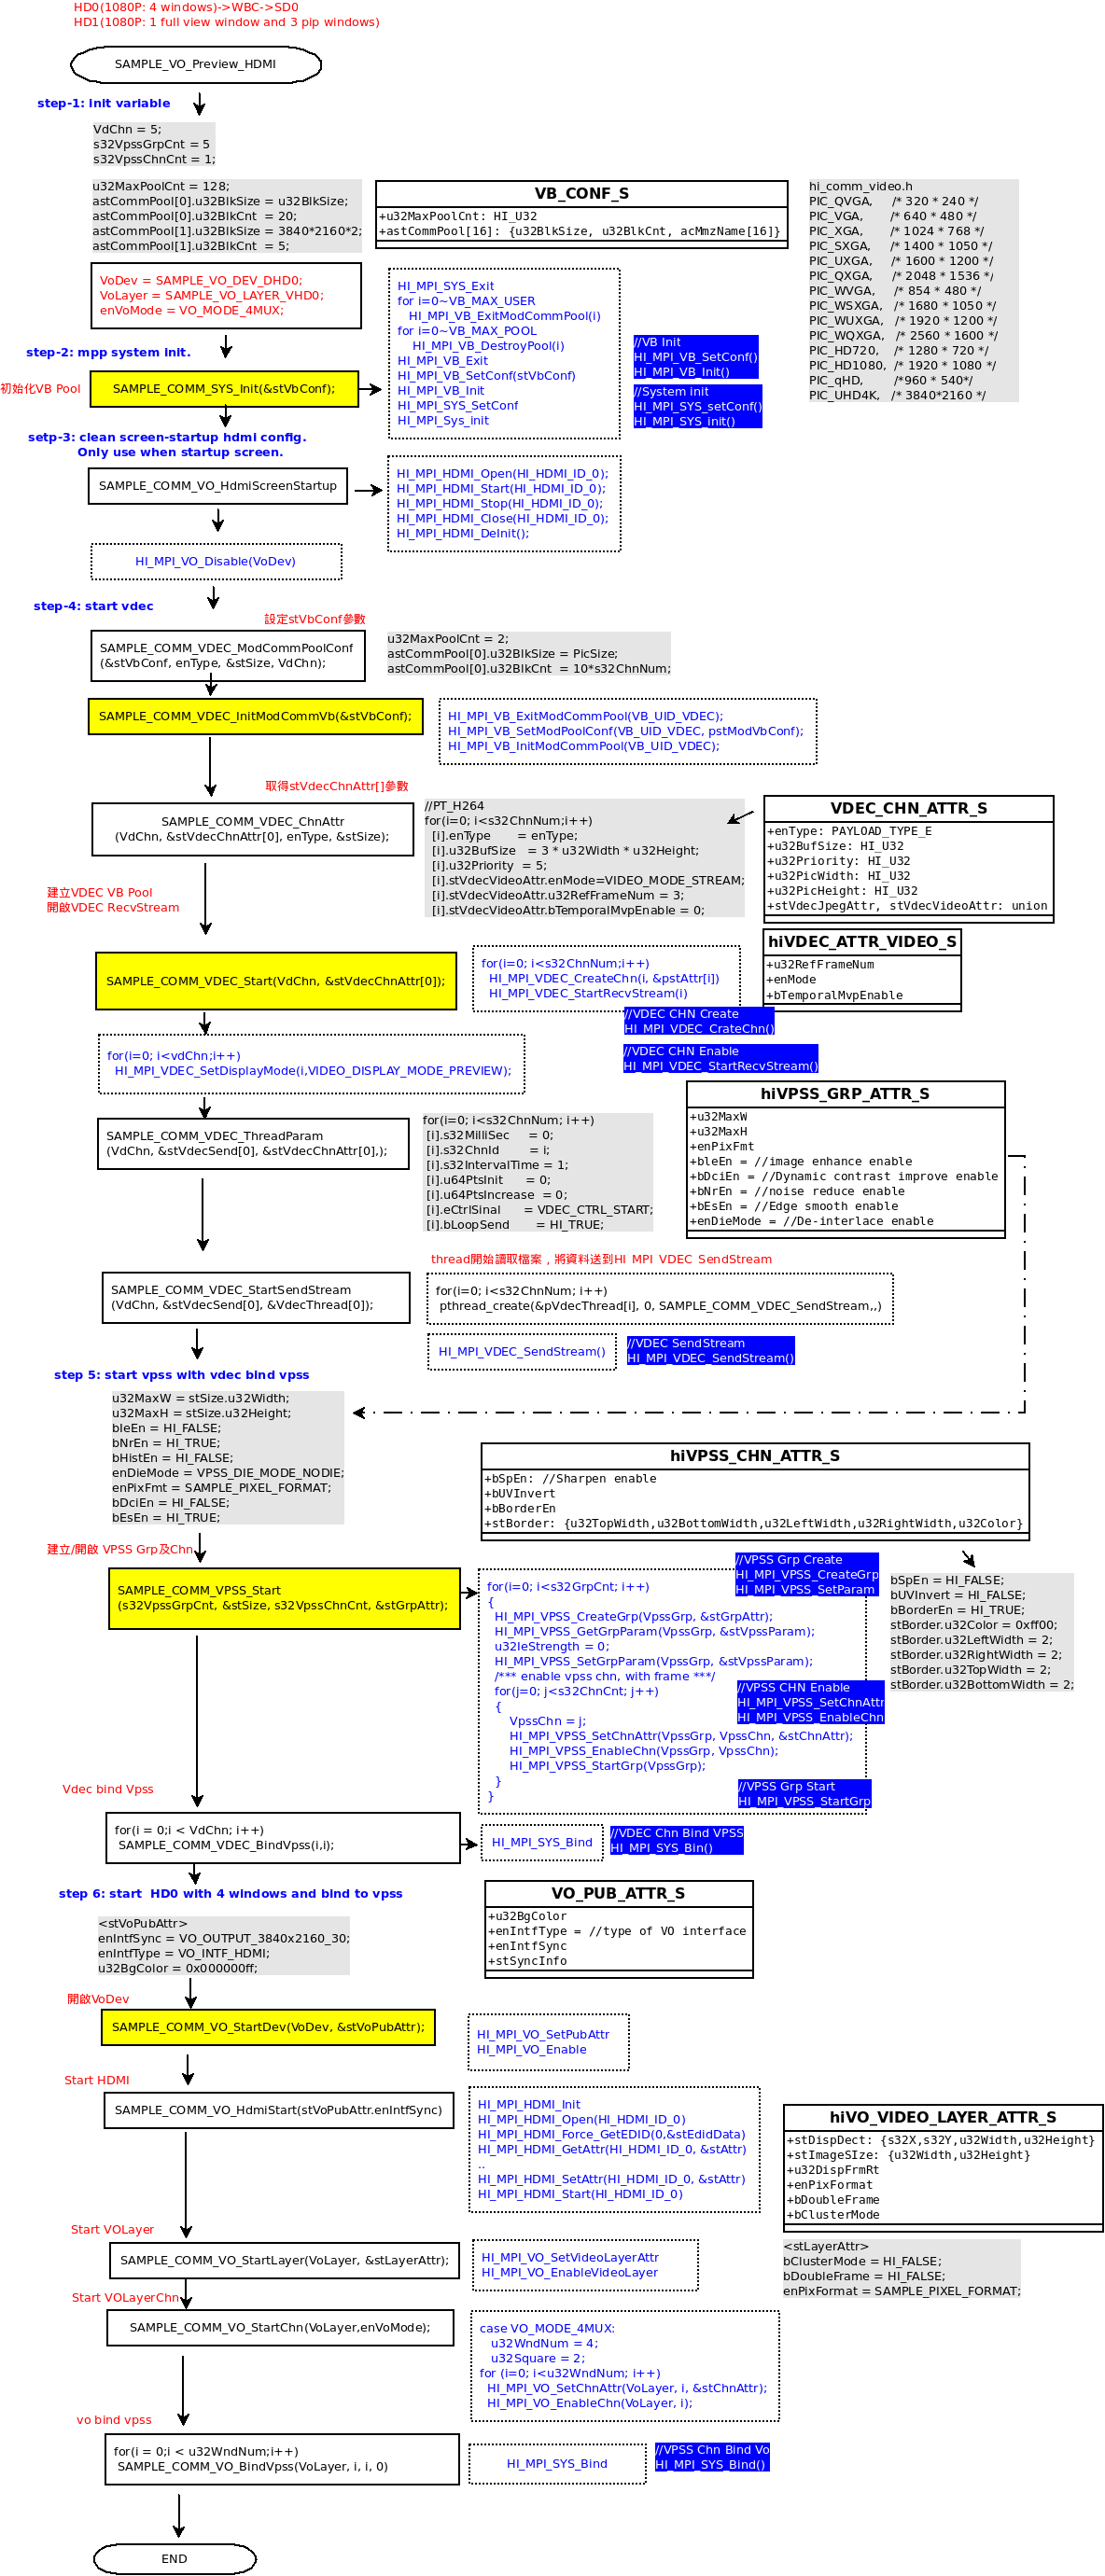 HD0(1080P: 4 windows)->WBC->SD0
HD1(1080P: 1 full view window and 3 pip windows)
SAMPLE_VO_Preview_HDMI
step-1: init variable
VdChn = 5;
s32VpssGrpCnt = 5
s32VpssChnCnt = 1;
u32MaxPoolCnt = 128;
astCommPool[0].u32BlkSize = u32BlkSize;
astCommPool[0].u32BlkCnt  = 20;
astCommPool[1].u32BlkSize = 3840*2160*2;
astCommPool[1].u32BlkCnt  = 5;
VB_CONF_S
+u32MaxPoolCnt: HI_U32
+astCommPool[16]: {u32BlkSize, u32BlkCnt, acMmzName[16]}
hi_comm_video.h
PIC_QVGA,     /* 320 * 240 */
PIC_VGA,      /* 640 * 480 */
PIC_XGA,      /* 1024 * 768 */
PIC_SXGA,     /* 1400 * 1050 */
PIC_UXGA,     /* 1600 * 1200 */
PIC_QXGA,     /* 2048 * 1536 */
PIC_WVGA,     /* 854 * 480 */
PIC_WSXGA,   /* 1680 * 1050 */
PIC_WUXGA,   /* 1920 * 1200 */
PIC_WQXGA,   /* 2560 * 1600 */
PIC_HD720,    /* 1280 * 720 */
PIC_HD1080,  /* 1920 * 1080 */
PIC_qHD,        /*960 * 540*/
PIC_UHD4K,   /* 3840*2160 */
VoDev = SAMPLE_VO_DEV_DHD0;
VoLayer = SAMPLE_VO_LAYER_VHD0;
enVoMode = VO_MODE_4MUX;
step-2: mpp system init.
初始化VB Pool
SAMPLE_COMM_SYS_Init(&stVbConf);
HI_MPI_SYS_Exit
for i=0~VB_MAX_USER
HI_MPI_VB_ExitModCommPool(i)
for i=0~VB_MAX_POOL
HI_MPI_VB_DestroyPool(i)
HI_MPI_VB_Exit
HI_MPI_VB_SetConf(stVbConf)
HI_MPI_VB_Init
HI_MPI_SYS_SetConf
HI_MPI_Sys_init
//VB Init
HI_MPI_VB_SetConf()
HI_MPI_VB_Init()
//System init
HI_MPI_SYS_setConf()
HI_MPI_SYS_init()
setp-3: clean screen-startup hdmi config.
Only use when startup screen.
SAMPLE_COMM_VO_HdmiScreenStartup
HI_MPI_HDMI_Open(HI_HDMI_ID_0);
HI_MPI_HDMI_Start(HI_HDMI_ID_0);
HI_MPI_HDMI_Stop(HI_HDMI_ID_0);
HI_MPI_HDMI_Close(HI_HDMI_ID_0);
HI_MPI_HDMI_DeInit();
HI_MPI_VO_Disable(VoDev)
step-4: start vdec
設定stVbConf參數
SAMPLE_COMM_VDEC_ModCommPoolConf
(&stVbConf, enType, &stSize, VdChn);
u32MaxPoolCnt = 2;
astCommPool[0].u32BlkSize = PicSize;
astCommPool[0].u32BlkCnt  = 10*s32ChnNum;
SAMPLE_COMM_VDEC_InitModCommVb(&stVbConf);
HI_MPI_VB_ExitModCommPool(VB_UID_VDEC);
HI_MPI_VB_SetModPoolConf(VB_UID_VDEC, pstModVbConf);
HI_MPI_VB_InitModCommPool(VB_UID_VDEC);
取得stVdecChnAttr[]參數
SAMPLE_COMM_VDEC_ChnAttr
(VdChn, &stVdecChnAttr[0], enType, &stSize);
//PT_H264
for(i=0; i<s32ChnNum;i++)
[i].enType       = enType;
[i].u32BufSize   = 3 * u32Width * u32Height;
[i].u32Priority  = 5;
[i].stVdecVideoAttr.enMode=VIDEO_MODE_STREAM;
[i].stVdecVideoAttr.u32RefFrameNum = 3;
[i].stVdecVideoAttr.bTemporalMvpEnable = 0;
VDEC_CHN_ATTR_S
+enType: PAYLOAD_TYPE_E
+u32BufSize: HI_U32
+u32Priority: HI_U32
+u32PicWidth: HI_U32
+u32PicHeight: HI_U32
+stVdecJpegAttr, stVdecVideoAttr: union
建立VDEC VB Pool
開啟VDEC RecvStream
hiVDEC_ATTR_VIDEO_S
+u32RefFrameNum
+enMode
+bTemporalMvpEnable
SAMPLE_COMM_VDEC_Start(VdChn, &stVdecChnAttr[0]);
for(i=0; i<s32ChnNum;i++)
HI_MPI_VDEC_CreateChn(i, &pstAttr[i])
HI_MPI_VDEC_StartRecvStream(i)
//VDEC CHN Create
HI_MPI_VDEC_CrateChn()
//VDEC CHN Enable
HI_MPI_VDEC_StartRecvStream()
for(i=0; i<vdChn;i++)
HI_MPI_VDEC_SetDisplayMode(i,VIDEO_DISPLAY_MODE_PREVIEW);
hiVPSS_GRP_ATTR_S
+u32MaxW
+u32MaxH
+enPixFmt
+bleEn = //image enhance enable
+bDciEn = //Dynamic contrast improve enable
+bNrEn = //noise reduce enable
+bEsEn = //Edge smooth enable
+enDieMode = //De-interlace enable
SAMPLE_COMM_VDEC_ThreadParam
(VdChn, &stVdecSend[0], &stVdecChnAttr[0],);
for(i=0; i<s32ChnNum; i++)
[i].s32MilliSec     = 0;
[i].s32ChnId        = i;
[i].s32IntervalTime = 1;
[i].u64PtsInit      = 0;
[i].u64PtsIncrease  = 0;
[i].eCtrlSinal      = VDEC_CTRL_START;
[i].bLoopSend       = HI_TRUE;
thread開始讀取檔案，將資料送到HI_MPI_VDEC_SendStream
SAMPLE_COMM_VDEC_StartSendStream
(VdChn, &stVdecSend[0], &VdecThread[0]);
for(i=0; i<s32ChnNum; i++)
pthread_create(&pVdecThread[i], 0, SAMPLE_COMM_VDEC_SendStream,,)
HI_MPI_VDEC_SendStream()
//VDEC SendStream
HI_MPI_VDEC_SendStream()
step 5: start vpss with vdec bind vpss
u32MaxW = stSize.u32Width;
u32MaxH = stSize.u32Height;
bIeEn = HI_FALSE;
bNrEn = HI_TRUE;
bHistEn = HI_FALSE;
enDieMode = VPSS_DIE_MODE_NODIE;
enPixFmt = SAMPLE_PIXEL_FORMAT;
bDciEn = HI_FALSE;
bEsEn = HI_TRUE;
hiVPSS_CHN_ATTR_S
+bSpEn: //Sharpen enable
+bUVInvert
+bBorderEn
+stBorder: {u32TopWidth,u32BottomWidth,u32LeftWidth,u32RightWidth,u32Color}
建立/開啟 VPSS Grp及Chn
SAMPLE_COMM_VPSS_Start
(s32VpssGrpCnt, &stSize, s32VpssChnCnt, &stGrpAttr);
//VPSS Grp Create
HI_MPI_VPSS_CreateGrp
HI_MPI_VPSS_SetParam
for(i=0; i<s32GrpCnt; i++)
{
HI_MPI_VPSS_CreateGrp(VpssGrp, &stGrpAttr);
HI_MPI_VPSS_GetGrpParam(VpssGrp, &stVpssParam);
u32IeStrength = 0;
HI_MPI_VPSS_SetGrpParam(VpssGrp, &stVpssParam);
/*** enable vpss chn, with frame ***/
for(j=0; j<s32ChnCnt; j++)
{
VpssChn = j;
HI_MPI_VPSS_SetChnAttr(VpssGrp, VpssChn, &stChnAttr);
HI_MPI_VPSS_EnableChn(VpssGrp, VpssChn);
HI_MPI_VPSS_StartGrp(VpssGrp);
}
}
//VPSS CHN Enable
HI_MPI_VPSS_SetChnAttr
HI_MPI_VPSS_EnableChn
//VPSS Grp Start
HI_MPI_VPSS_StartGrp
bSpEn = HI_FALSE;
bUVInvert = HI_FALSE;
bBorderEn = HI_TRUE;
stBorder.u32Color = 0xff00;
stBorder.u32LeftWidth = 2;
stBorder.u32RightWidth = 2;
stBorder.u32TopWidth = 2;
stBorder.u32BottomWidth = 2;
Vdec bind Vpss
for(i = 0;i < VdChn; i++)
SAMPLE_COMM_VDEC_BindVpss(i,i);
HI_MPI_SYS_Bind
//VDEC Chn Bind VPSS
HI_MPI_SYS_Bin()
step 6: start  HD0 with 4 windows and bind to vpss
<stVoPubAttr>
enIntfSync = VO_OUTPUT_3840x2160_30;
enIntfType = VO_INTF_HDMI;
u32BgColor = 0x000000ff;
VO_PUB_ATTR_S
+u32BgColor
+enIntfType = //type of VO interface
+enIntfSync
+stSyncInfo
開啟VoDev
SAMPLE_COMM_VO_StartDev(VoDev, &stVoPubAttr);
HI_MPI_VO_SetPubAttr
HI_MPI_VO_Enable
Start HDMI
SAMPLE_COMM_VO_HdmiStart(stVoPubAttr.enIntfSync)
HI_MPI_HDMI_Init
HI_MPI_HDMI_Open(HI_HDMI_ID_0)
HI_MPI_HDMI_Force_GetEDID(0,&stEdidData)
HI_MPI_HDMI_GetAttr(HI_HDMI_ID_0, &stAttr)
..
HI_MPI_HDMI_SetAttr(HI_HDMI_ID_0, &stAttr)
HI_MPI_HDMI_Start(HI_HDMI_ID_0)
hiVO_VIDEO_LAYER_ATTR_S
+stDispDect: {s32X,s32Y,u32Width,u32Height}
+stImageSIze: {u32Width,u32Height}
+u32DispFrmRt
+enPixFormat
+bDoubleFrame
+bClusterMode
<stLayerAttr>
bClusterMode = HI_FALSE;
bDoubleFrame = HI_FALSE;
enPixFormat = SAMPLE_PIXEL_FORMAT;
Start VOLayer
SAMPLE_COMM_VO_StartLayer(VoLayer, &stLayerAttr);
HI_MPI_VO_SetVideoLayerAttr
HI_MPI_VO_EnableVideoLayer
Start VOLayerChn
SAMPLE_COMM_VO_StartChn(VoLayer,enVoMode);
case VO_MODE_4MUX:
u32WndNum = 4;
u32Square = 2;
for (i=0; i<u32WndNum; i++)
HI_MPI_VO_SetChnAttr(VoLayer, i, &stChnAttr);
HI_MPI_VO_EnableChn(VoLayer, i);
vo bind vpss
for(i = 0;i < u32WndNum;i++)
SAMPLE_COMM_VO_BindVpss(VoLayer, i, i, 0)
HI_MPI_SYS_Bind
//VPSS Chn Bind Vo
HI_MPI_SYS_Bind()
END